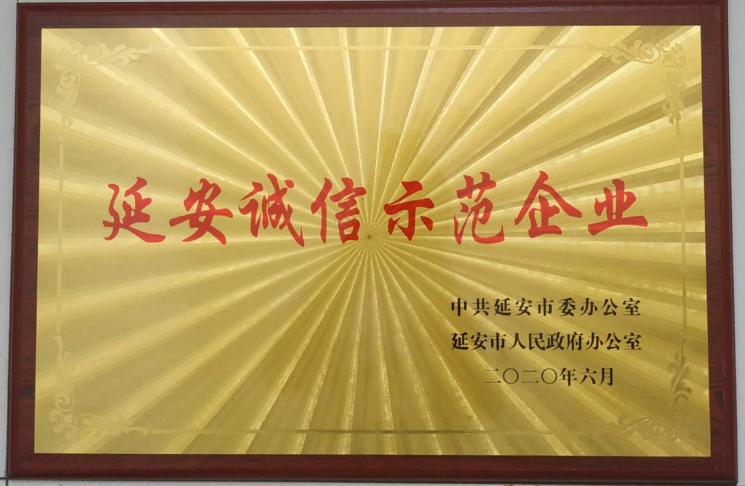 延安诚信示范企业
中共延安市委办公室
延安市人民政府办公室
二〇二〇年六月